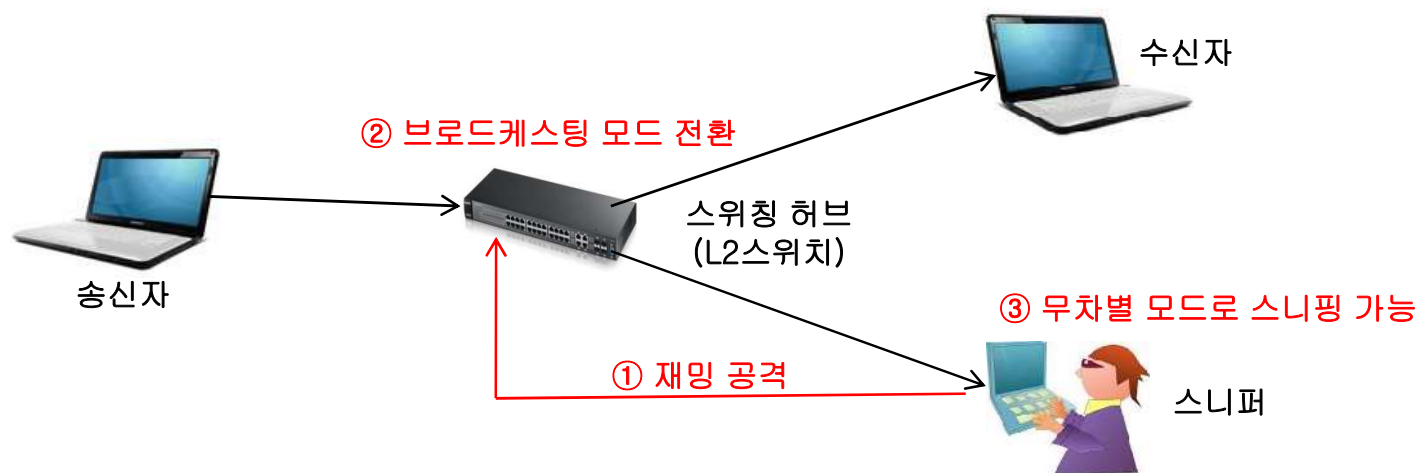 수신자
② 브로드케스팅 모드 전환
스위칭 허브
(L2스위치)
송신자
③ 무차별 모드로 스니핑 가능
① 재밍 공격
스니퍼